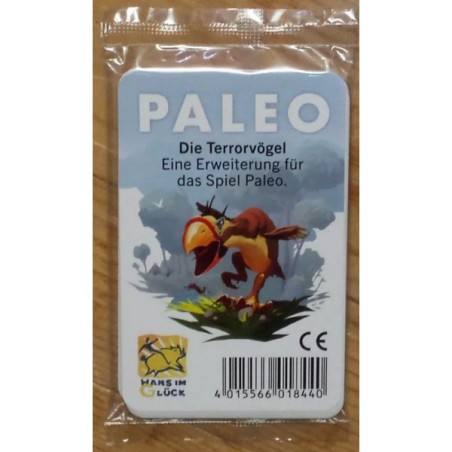 PALEO
Die Terrorvögel
Eine Erweiterung für
das Spiel Paleo.
CE
HANS IM
GLÜCK
4 015566 018440